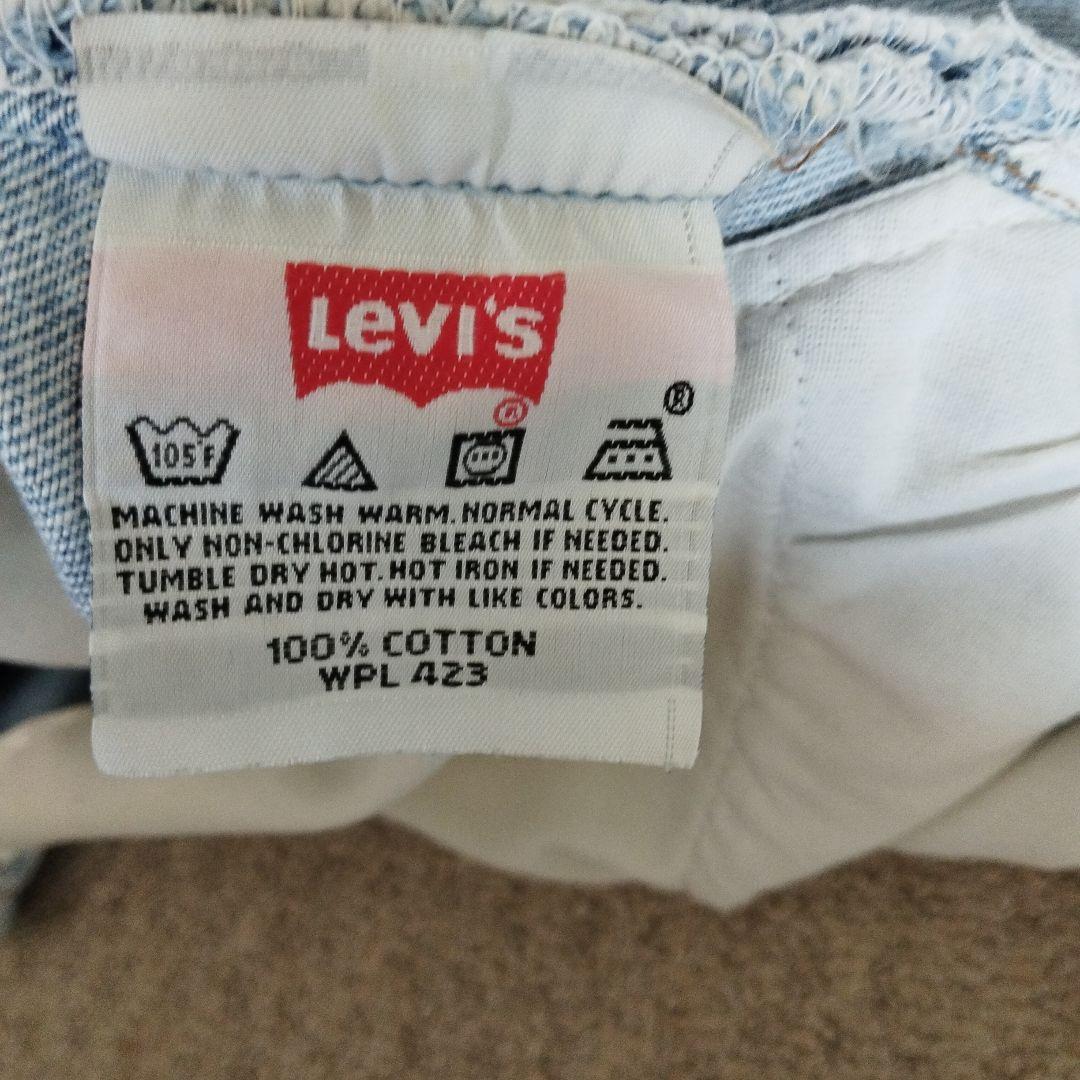 LEVI'S
®
®
105F
MACHINE WASH WARM. NORMAL CYCLE.
ONLY NON-CHLORINE BLEACH IF NEEDED.
TUMBLE DRY HOT. HOT IRON IF NEEDED.
WASH AND DRY WITH LIKE COLORS.
100% COTTON
WPL 423